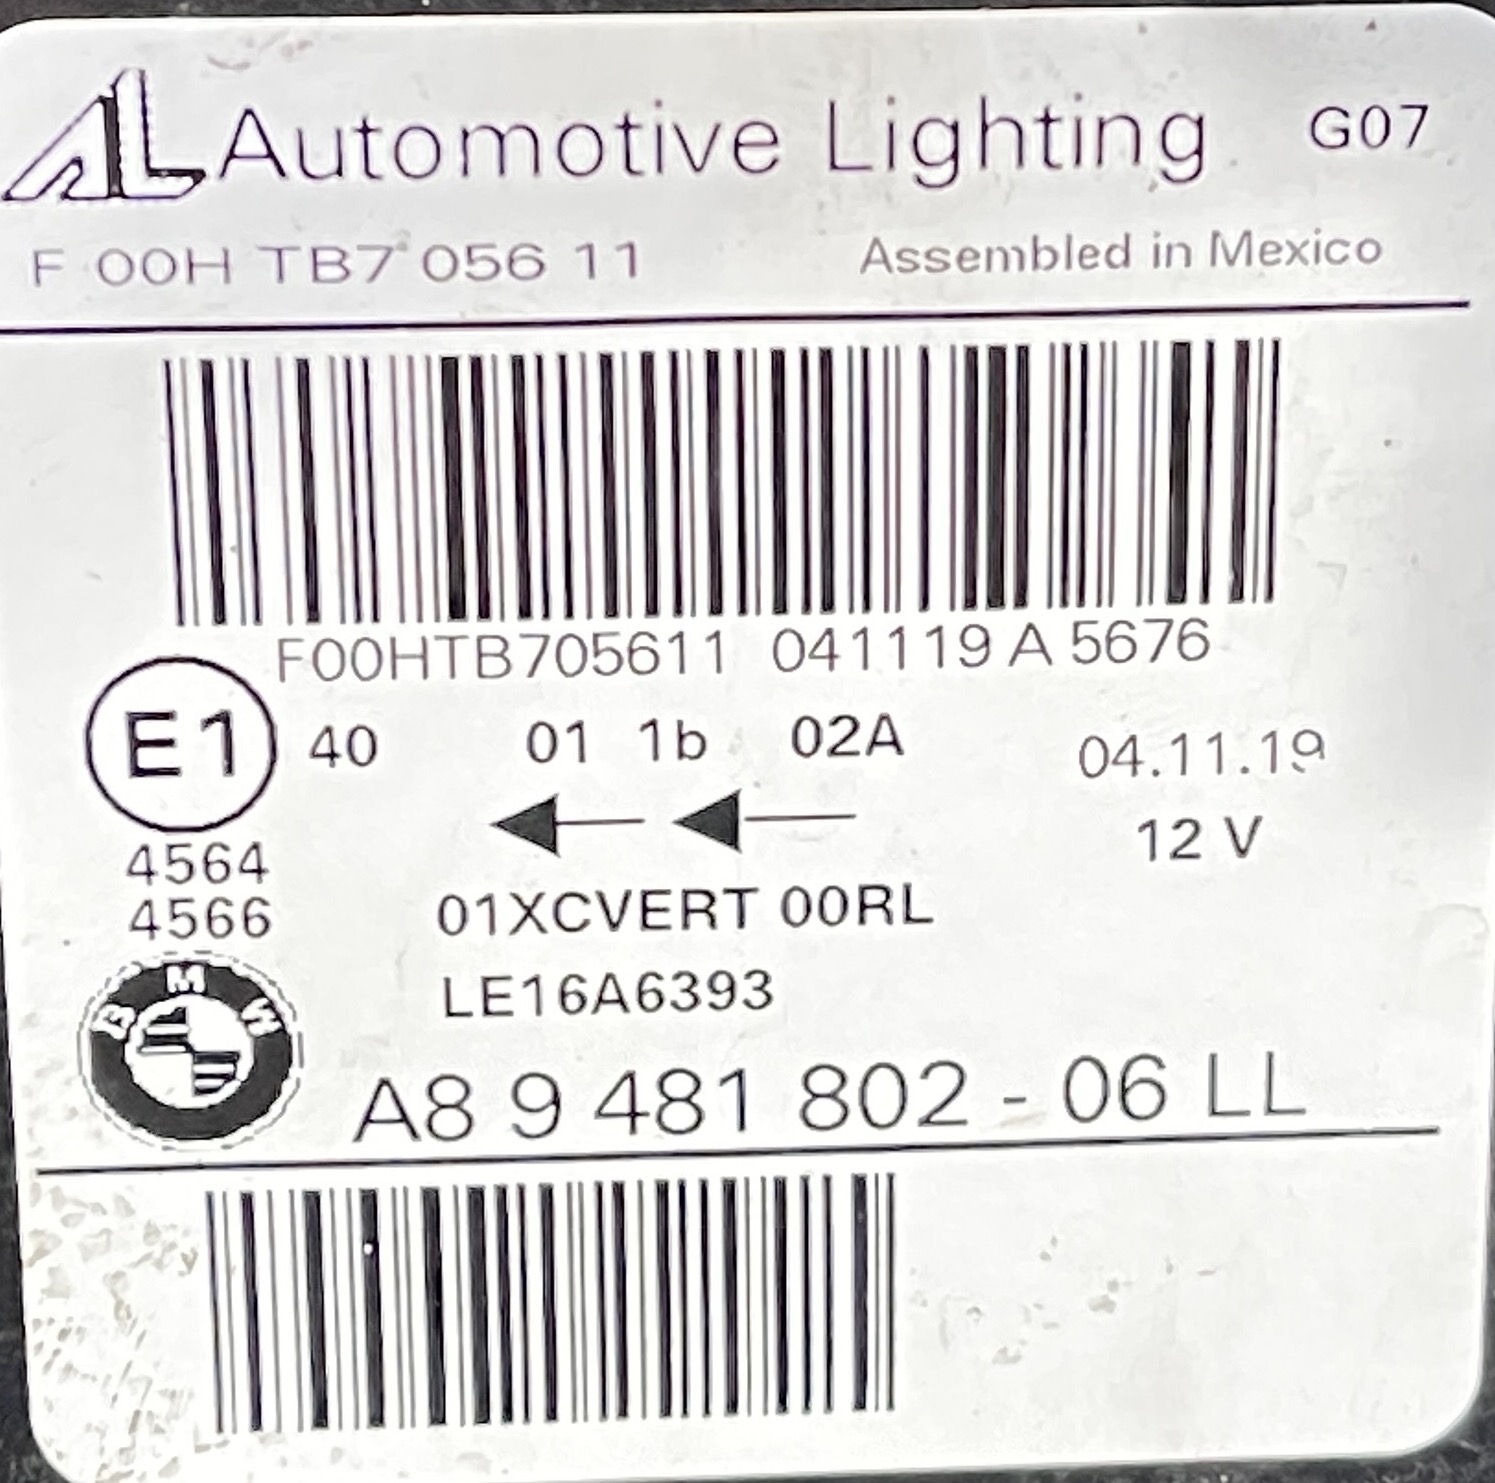 AL Automotive Lighting G07
F 00H TB7 056 11 Assembled in Mexico
F00HTB705611 041119 A 5676
E1 40 01 1b 02A 04.11.19
12 V
4564
4566 01XCVERT 00RL
LE16A6393
BMW
A8 9 481 802 - 06 LL